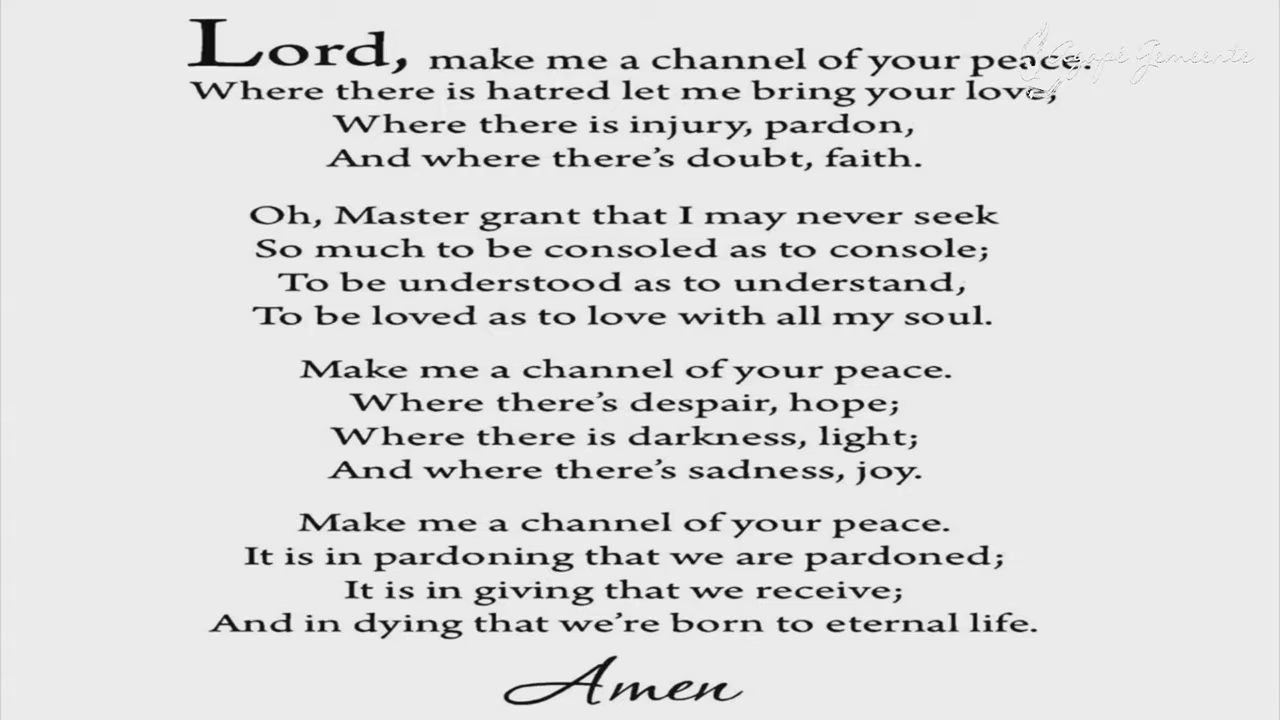 Lord, make me a channel of your peace.
Where there is hatred let me bring your love;
Where there is injury, pardon,
And where there's doubt, faith.
Oh, Master grant that I may never seek
So much to be consoled as to console;
To be understood as to understand,
To be loved as to love with all my soul.
Make me a channel of your peace.
Where there's despair, hope;
Where there is darkness, light;
And where there's sadness, joy.
Make me a channel of your peace.
It is in pardoning that we are pardoned;
It is in giving that we receive;
And in dying that we're born to eternal life.
Amen
Agapé Gemeente